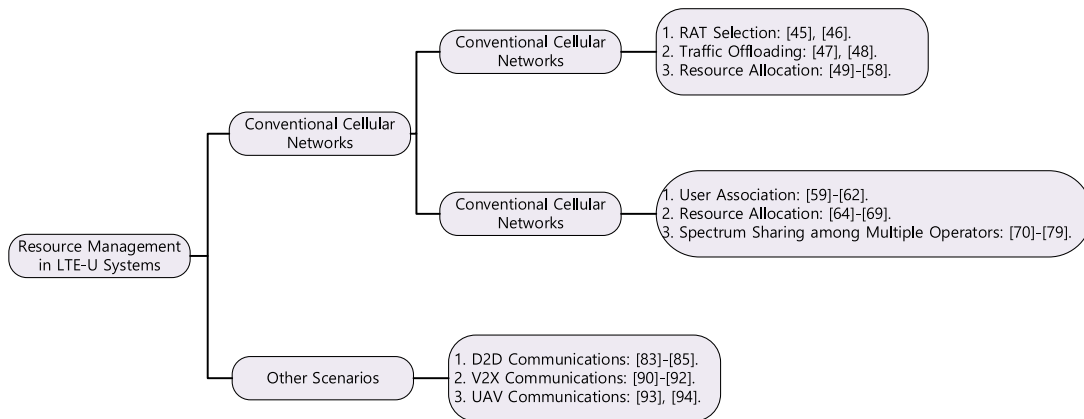 Conventional Cellular
Networks
1. RAT Selection: [45], [46].
2. Traffic Offloading: [47], [48].
3. Resource Allocation: [49]-[58].
Conventional Cellular
Networks
Conventional Cellular
Networks
1. User Association: [59]-[62].
2. Resource Allocation: [64]-[69].
3. Spectrum Sharing among Multiple Operators: [70]-[79].
Resource Management
in LTE-U Systems
Other Scenarios
1. D2D Communications: [83]-[85].
2. V2X Communications: [90]-[92].
3. UAV Communications: [93], [94].